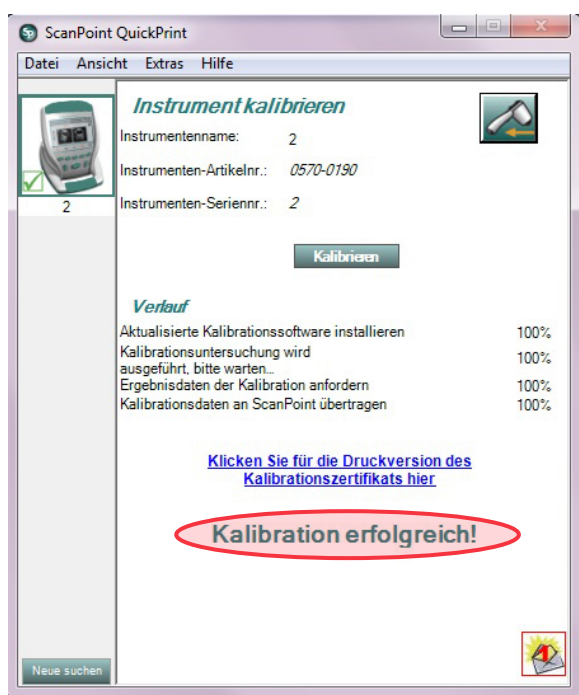 ScanPoint QuickPrint
Datei Ansicht Extras Hilfe
Instrument kalibrieren
Instrumentenname: 2
Instrumenten-Artikelnr.: 0570-0190
2
Instrumenten-Seriennr.: 2
Kalibrieren
Verlauf
Aktualisierte Kalibrationssoftware installieren 100%
Kalibrationsuntersuchung wird
ausgeführt, bitte warten... 100%
Ergebnisdaten der Kalibration anfordern 100%
Kalibrationsdaten an ScanPoint übertragen 100%
Klicken Sie für die Druckversion des
Kalibrationszertifikats hier
Kalibration erfolgreich!
Neue suchen